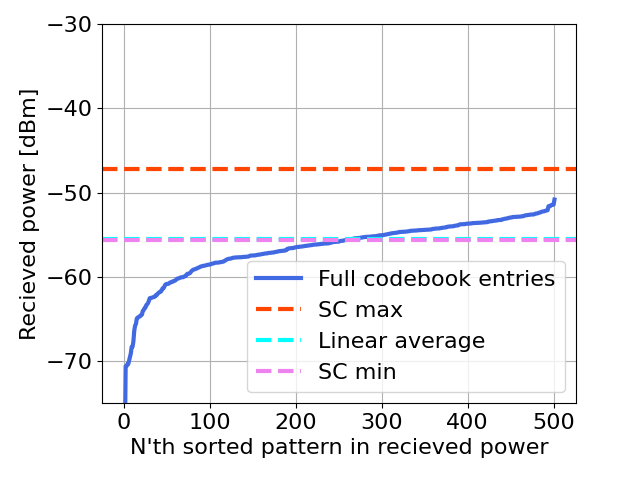 −30
−40
−50
−60
−70
Recieved power [dBm]
Full codebook entries
SC max
Linear average
SC min
0 100 200 300 400 500
N'th sorted pattern in recieved power